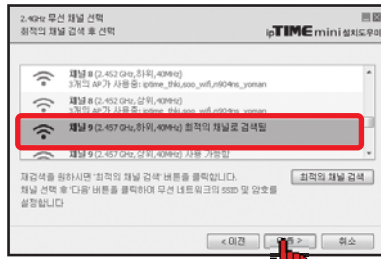 2.4GHz 무선 채널 선택
최적의 채널 검색 후 선택
ipTIME mini 설치도우미
채널 8 (2.452 GHz,하위,40MHz)
3개의 AP가 사용중: iptime_thki,soo_wifi,n904ns_yoman
채널 8 (2.452 GHz,상위,40MHz)
3개의 AP가 사용중: iptime_thki,soo_wifi,n904ns_yoman
채널 9 (2.457 GHz,하위,40MHz) 최적의 채널로 검색됨
채널 9 (2.457 GHz,상위,40MHz) 사용 가능함
재검색을 원하시면 '최적의 채널 검색' 버튼을 클릭합니다.
채널 선택 후 '다음' 버튼을 클릭하여 무선 네트워크의 SSID 및 암호를
설정합니다
최적의 채널 검색
< 이전
>
취소